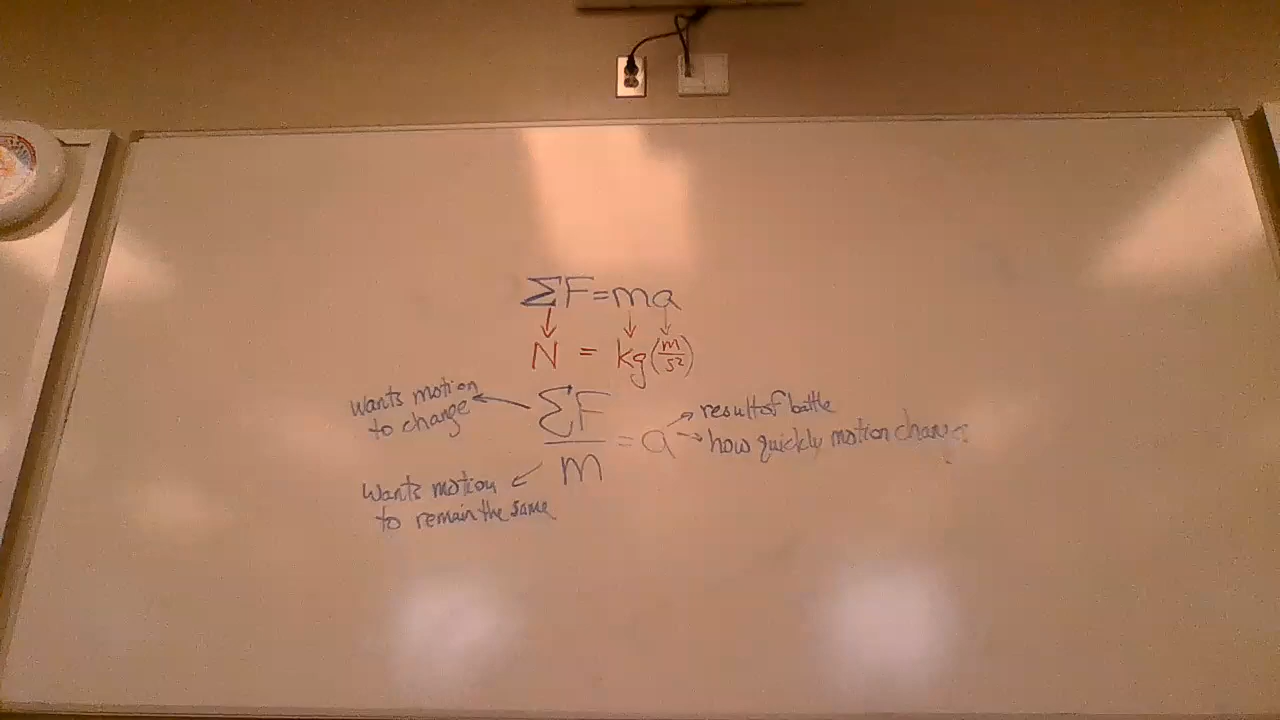 ΣF=ma
N = kg(m/s²)
wants motion
to change
ΣF/m = a
result of battle
how quickly motion changes
wants motion
to remain the same